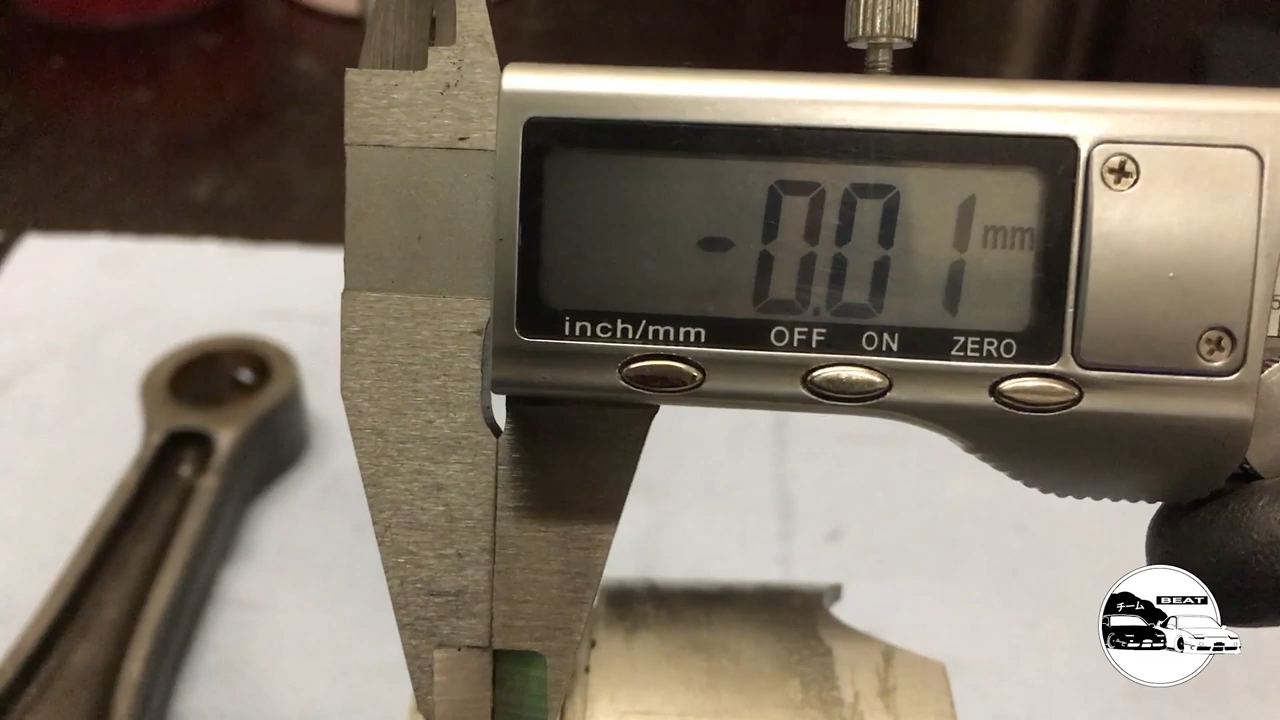 -0.01 mm
inch/mm OFF ON ZERO
チーム BEAT